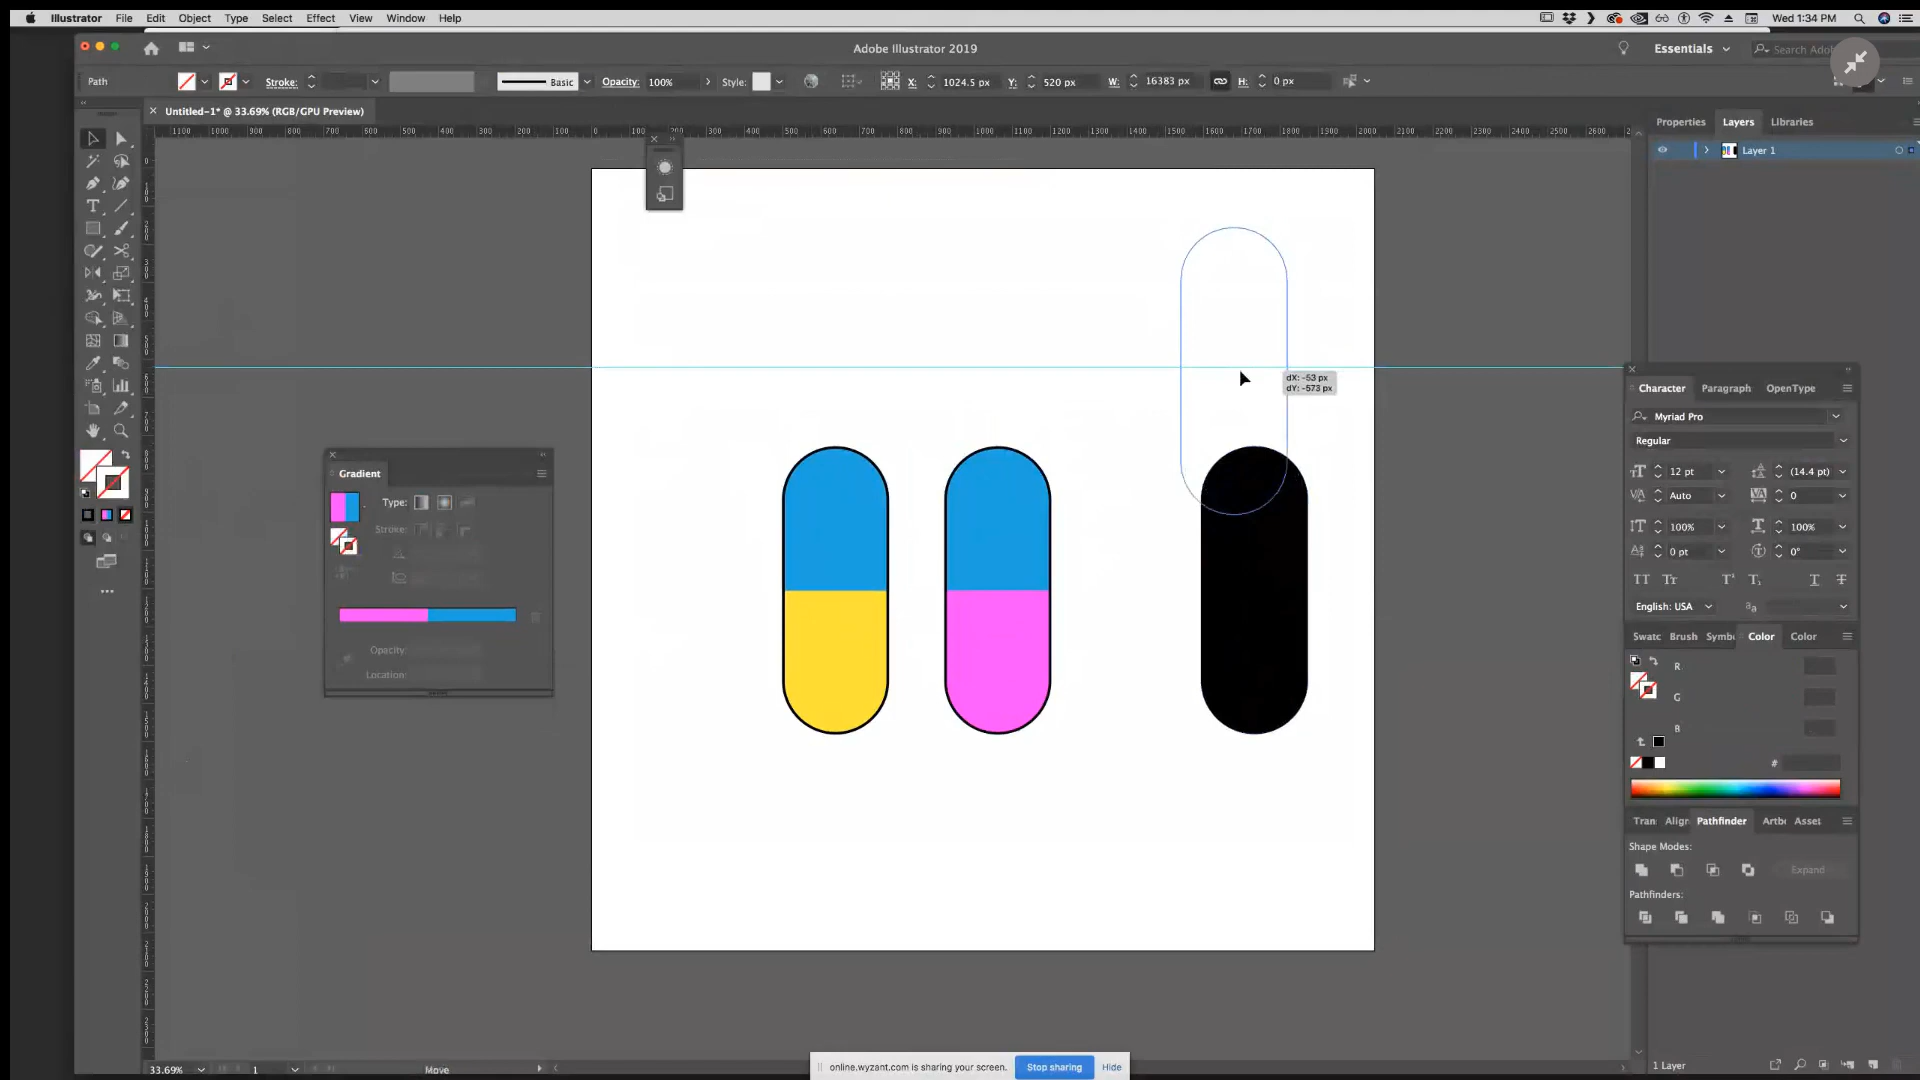 Illustrator File Edit Object Type Select Effect View Window Help Wed 1:34 PM
Adobe Illustrator 2019 Essentials Search Adob
Path Stroke: Basic Opacity: 100% Style: X: 1024.5 px Y: 520 px W: 16383 px H: 0 px
Untitled-1* @ 33.69% (RGB/GPU Preview)
Properties Layers Libraries
Layer 1
dX: -53 px
dY: -573 px
Character Paragraph OpenType
Myriad Pro
Regular
12 pt (14.4 pt)
Auto 0
100% 100%
0 pt 0°
English: USA
Gradient
Type:
Stroke:
Opacity:
Location:
Swatc Brush Symbo Color Color
R
G
B
#
Tran Align Pathfinder Artbo Asset
Shape Modes:
Expand
Pathfinders:
33.69% 1 Move
1 Layer
online.wyzant.com is sharing your screen. Stop sharing Hide